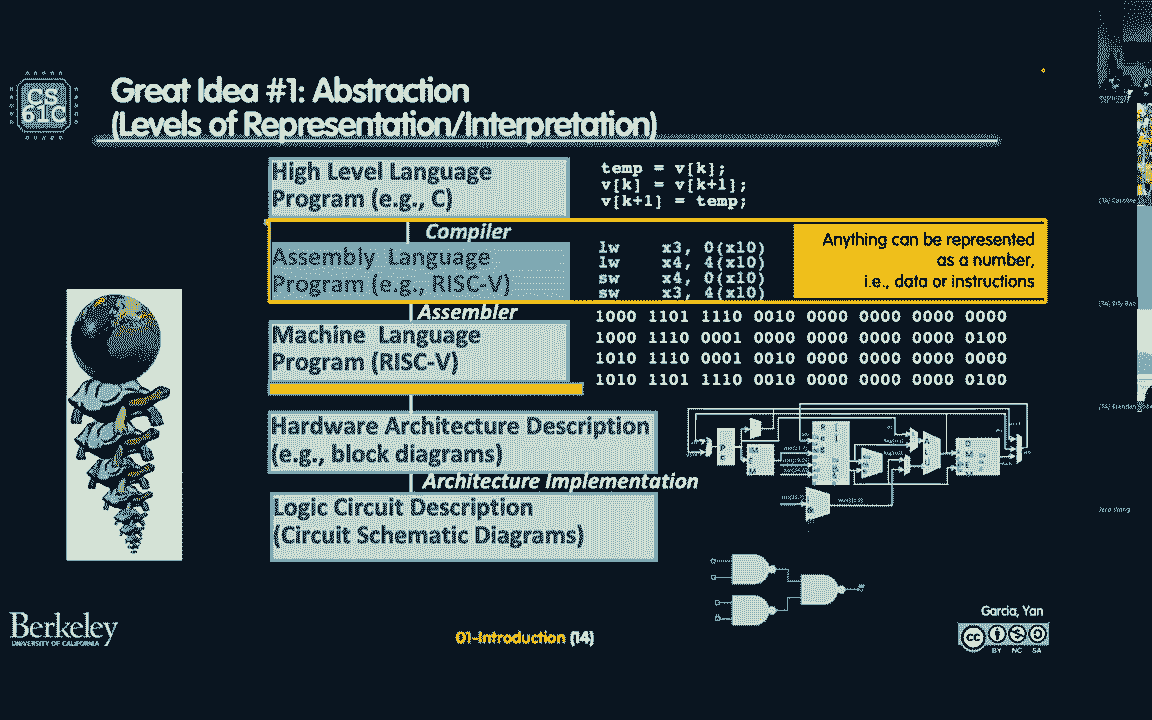 CS
61C
Great Idea #1: Abstraction
(Levels of Representation/Interpretation)
High Level Language
Program (e.g., C)
temp = v[k];
v[k] = v[k+1];
v[k+1] = temp;
Compiler
Assembly Language
Program (e.g., RISC-V)
lw x3, 0(x10)
lw x4, 4(x10)
sw x4, 0(x10)
sw x3, 4(x10)
Anything can be represented
as a number,
i.e., data or instructions
Assembler
Machine Language
Program (RISC-V)
1000 1101 1110 0010 0000 0000 0000 0000
1000 1110 0001 0000 0000 0000 0000 0100
1010 1110 0001 0010 0000 0000 0000 0000
1010 1101 1110 0010 0000 0000 0000 0100
Hardware Architecture Description
(e.g., block diagrams)
Architecture Implementation
Logic Circuit Description
(Circuit Schematic Diagrams)
Berkeley
UNIVERSITY OF CALIFORNIA
01-Introduction (14)
Garcia, Yan
cc
BY NC SA